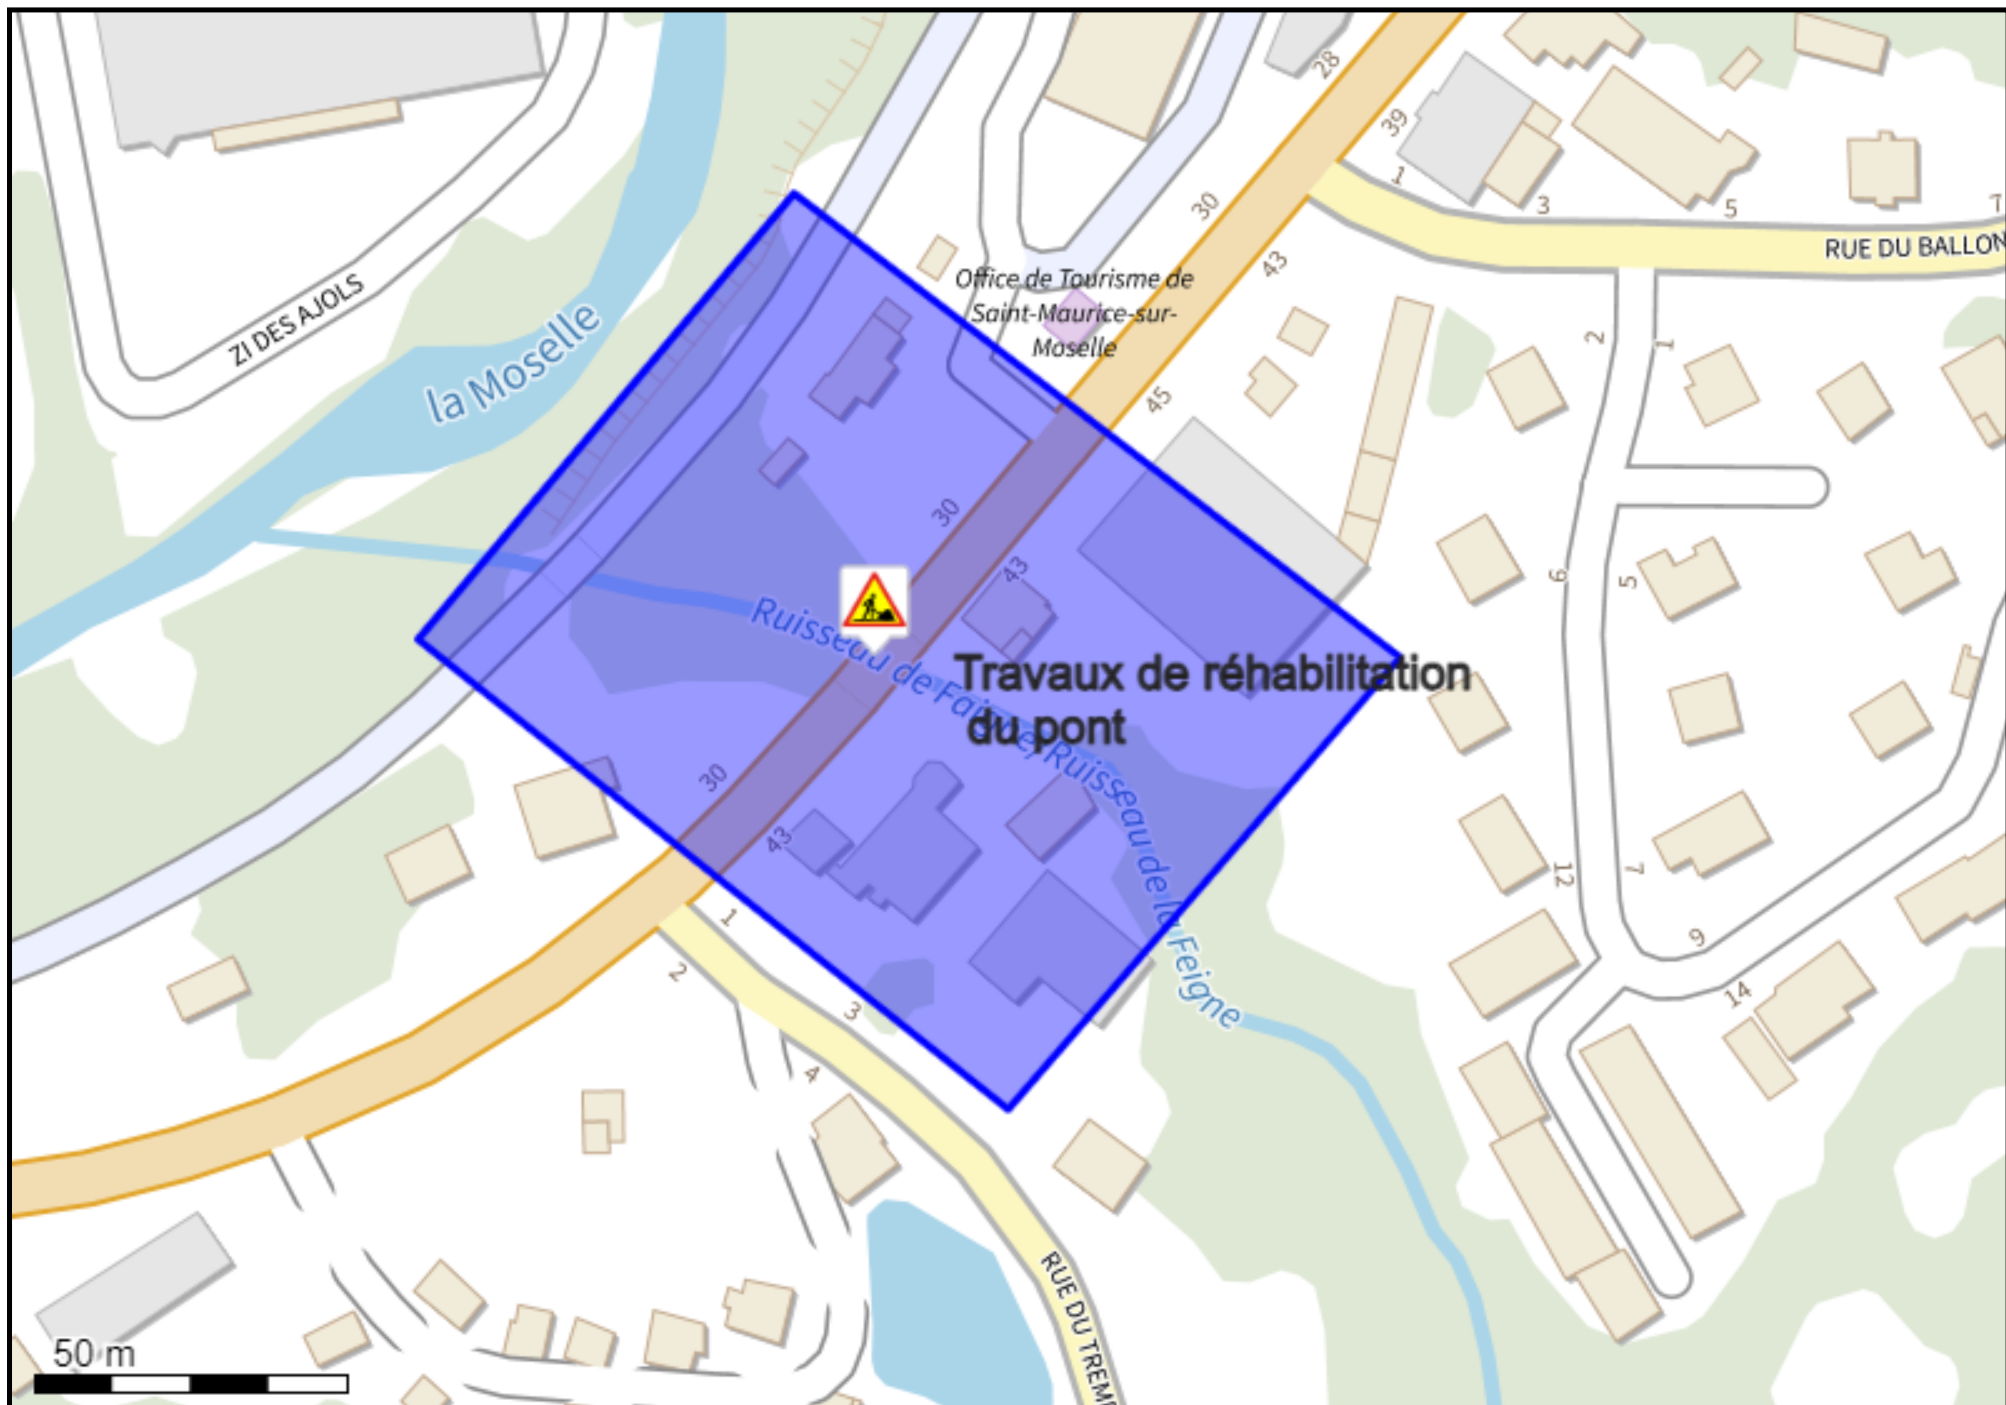 28
39
1
3
5
7
RUE DU BALLON
30
43
Office de Tourisme de
Saint-Maurice-sur-
Moselle
ZI DES AJOLS
la Moselle
2
1
45
30
43
6
5
Ruisseau de Faigne, Ruisseau de la Feigne
Travaux de réhabilitation
du pont
30
43
12
7
1
2
9
14
3
4
RUE DU TREM
50 m